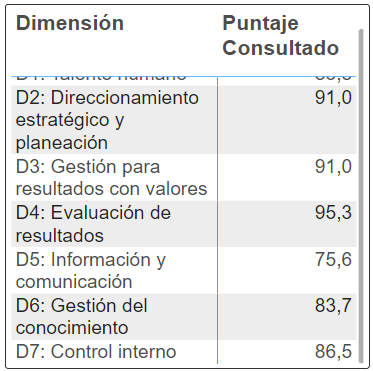 Dimensión
Puntaje
Consultado
D1: Talento humano
D2: Direccionamiento
estratégico y
planeación
91,0
D3: Gestión para
resultados con valores
91,0
D4: Evaluación de
resultados
95,3
D5: Información y
comunicación
75,6
D6: Gestión del
conocimiento
83,7
D7: Control interno
86,5